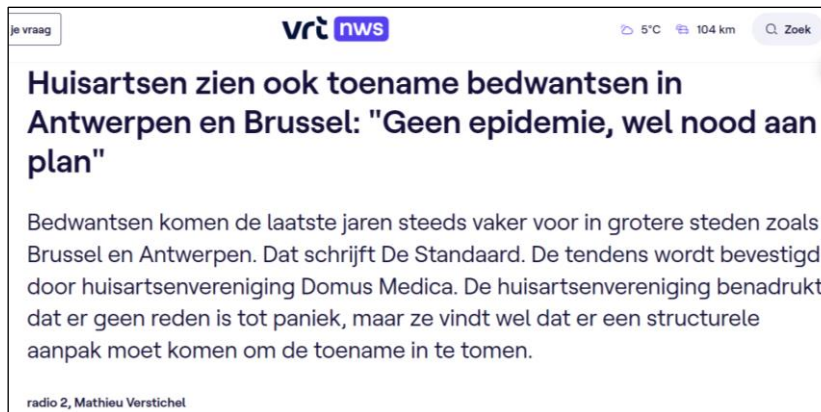 je vraag
vrt nws
5°C 104 km Zoek
Huisartsen zien ook toename bedwantsen in
Antwerpen en Brussel: "Geen epidemie, wel nood aan
plan"
Bedwantsen komen de laatste jaren steeds vaker voor in grotere steden zoals
Brussel en Antwerpen. Dat schrijft De Standaard. De tendens wordt bevestigd
door huisartsenvereniging Domus Medica. De huisartsenvereniging benadrukt
dat er geen reden is tot paniek, maar ze vindt wel dat er een structurele
aanpak moet komen om de toename in te tomen.
radio 2, Mathieu Verstichel